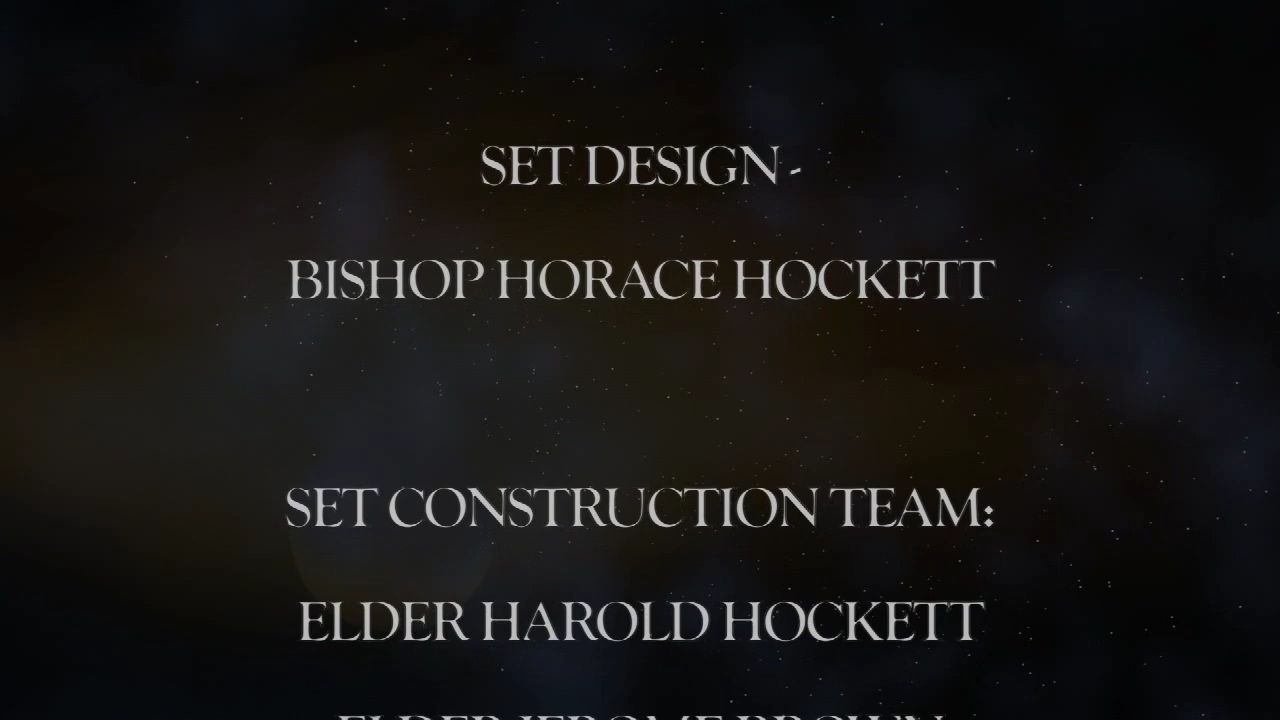 SET DESIGN -
BISHOP HORACE HOCKETT
SET CONSTRUCTION TEAM:
ELDER HAROLD HOCKETT
ELDER JEROME BROWN